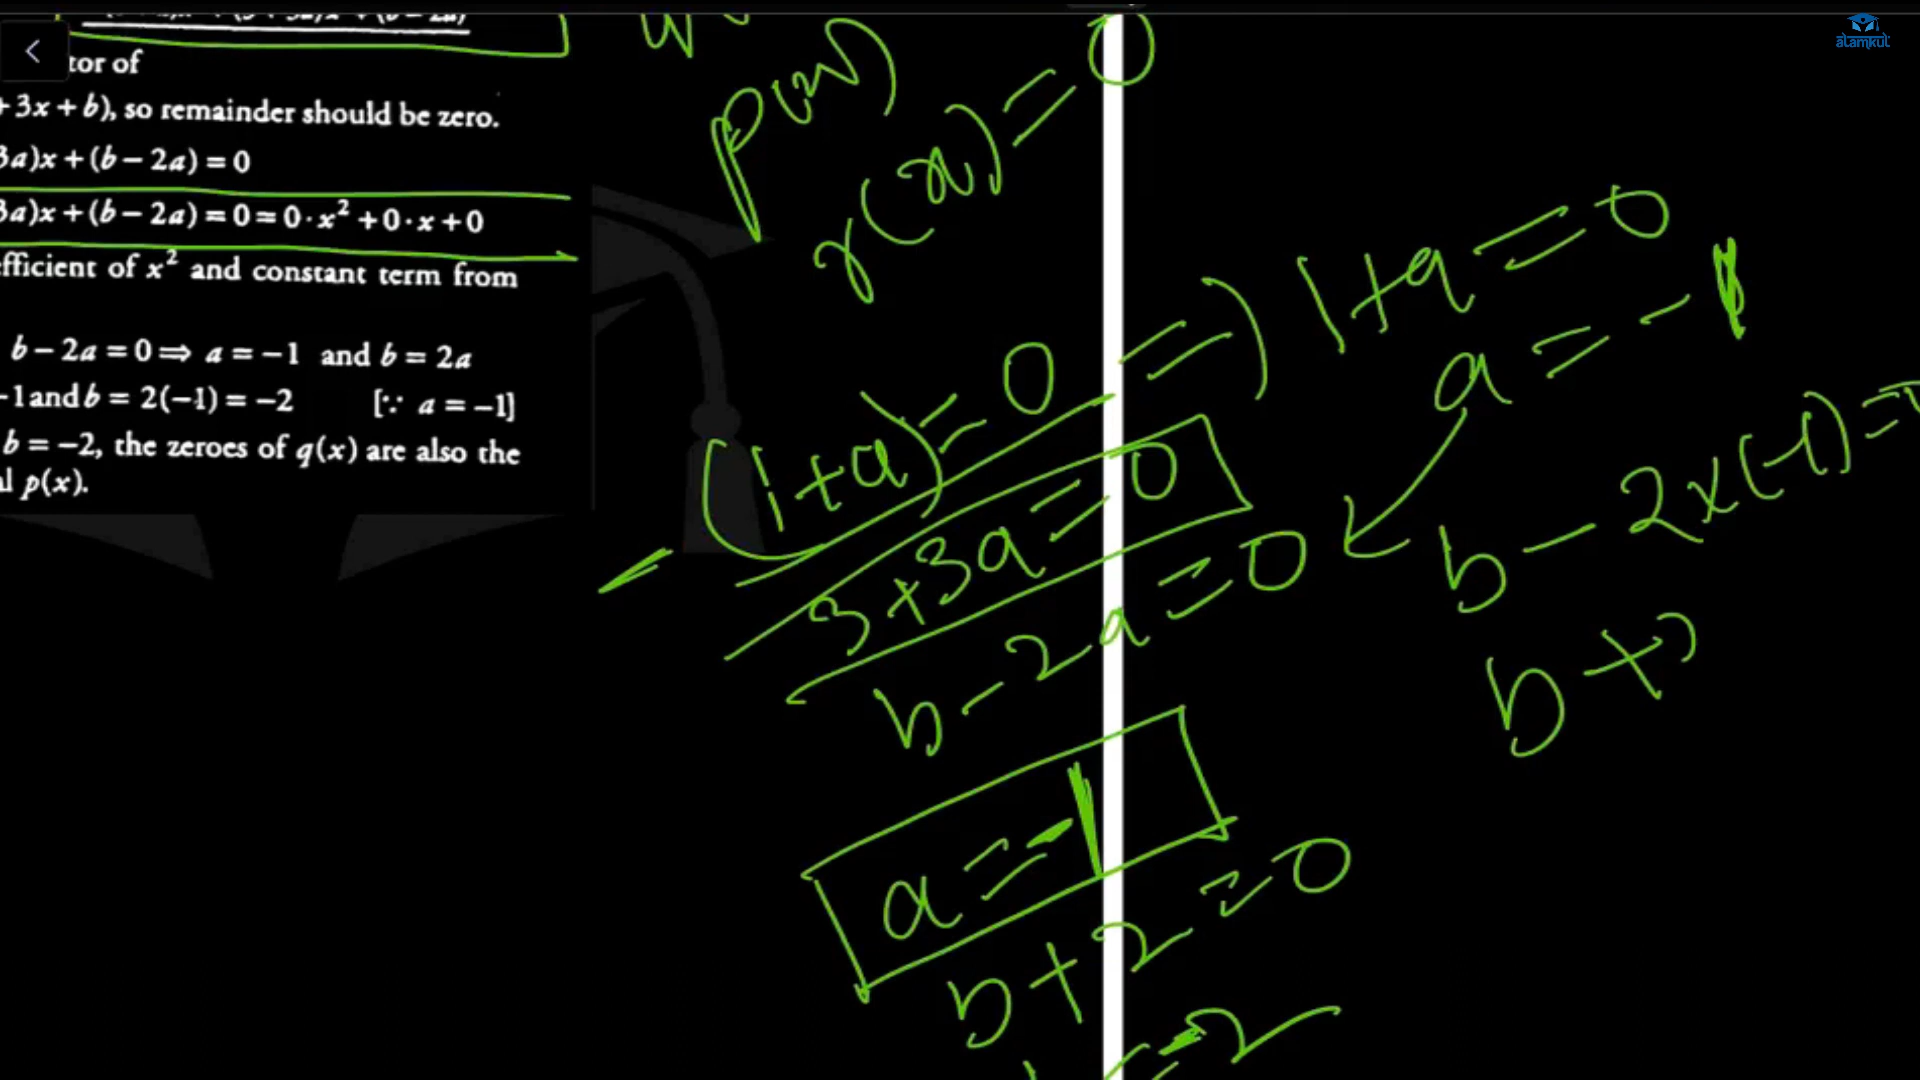 tor of
+ 3x + b), so remainder should be zero.
3a)x + (b − 2a) = 0
3a)x + (b − 2a) = 0 = 0·x² + 0·x + 0
efficient of x² and constant term from
b − 2a = 0 ⇒ a = −1 and b = 2a
−1 and b = 2(−1) = −2 [∵ a = −1]
b = −2, the zeroes of q(x) are also the
al p(x).
p(x)
r(x) = 0
(1+a) = 0 => 1+a = 0
a = -1
3+3a = 0
b - 2a = 0
b - 2x(-1) =
b +
a = -1
b + 2 = 0
= -2
alamkul